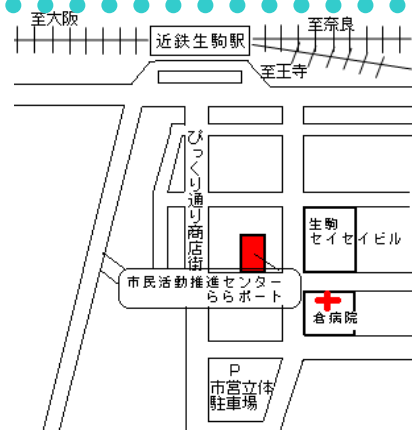 至大阪
至奈良
近鉄生駒駅
至王寺
びっくり通り商店街
生駒
セイセイビル
市民活動推進センター
ららポート
倉病院
P
市営立体
駐車場